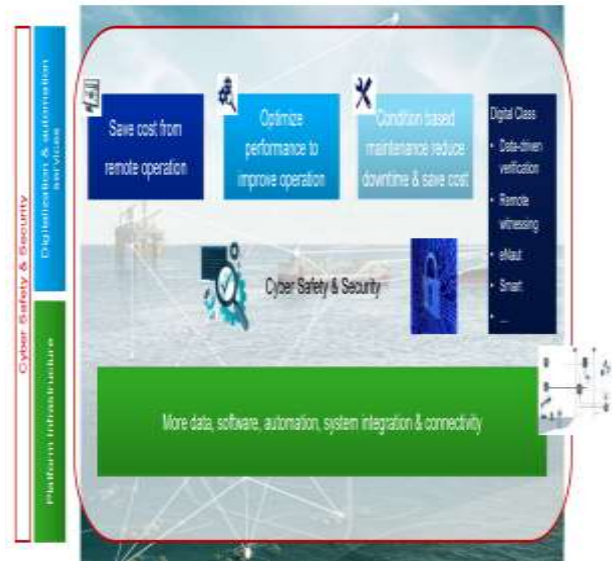 Cyber Safety & Security
Digitalization & automation
services
Platform Infrastructure
Save cost from
remote operation
Optimize
performance to
improve operation
Condition based
maintenance reduce
downtime & save cost
Digital Class
• Data-driven
verification
• Remote
witnessing
• eNaut
• Smart
• ...
Cyber Safety & Security
More data, software, automation, system integration & connectivity